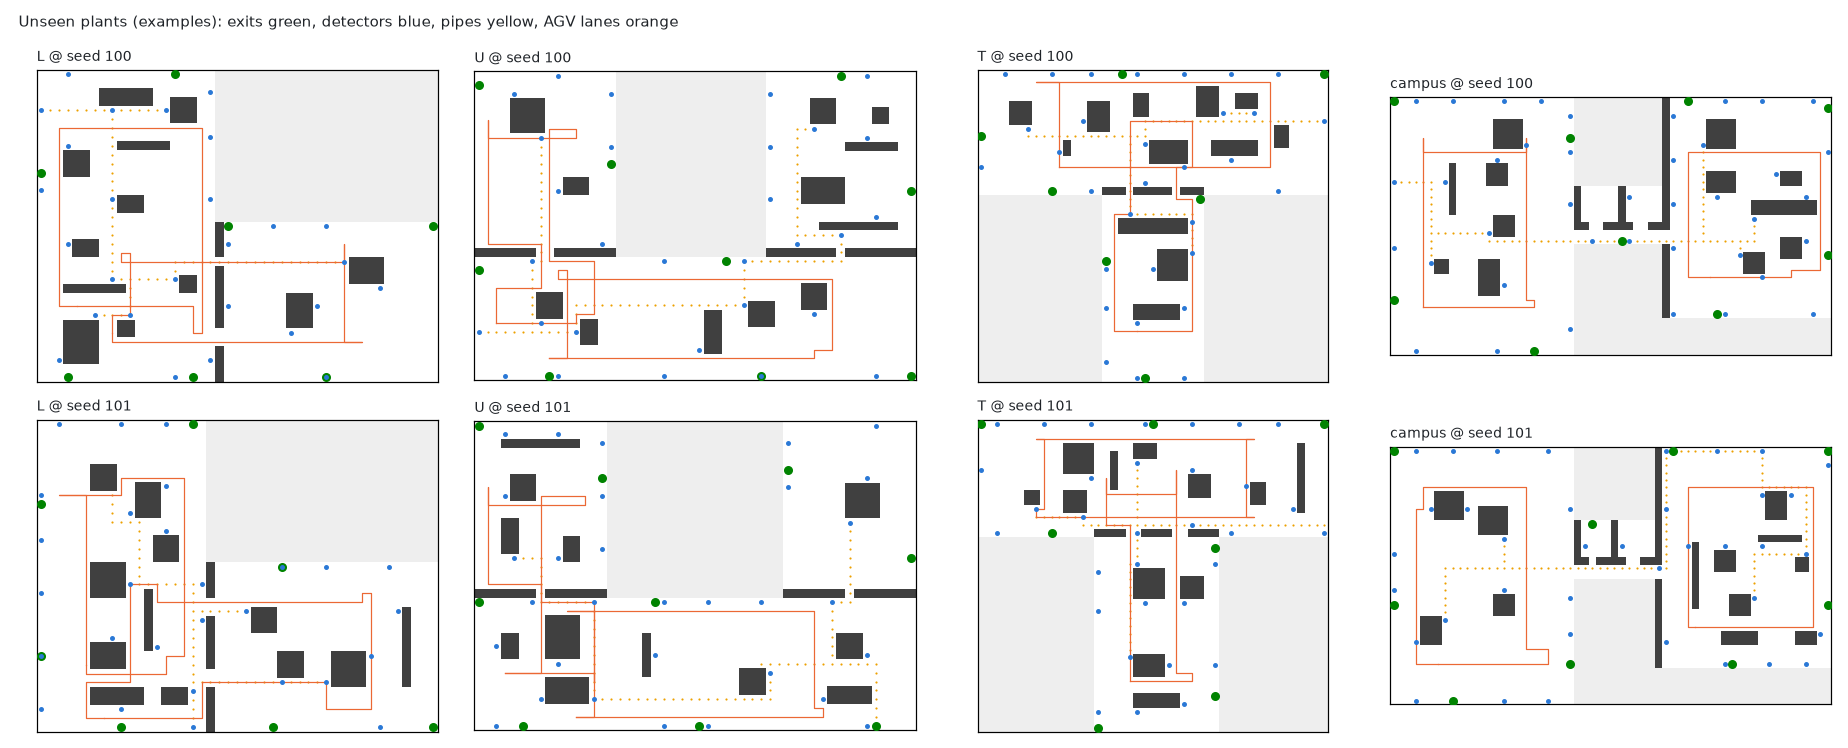 Unseen plants (examples): exits green, detectors blue, pipes yellow, AGV lanes orange
L @ seed 100
U @ seed 100
T @ seed 100
campus @ seed 100
L @ seed 101
U @ seed 101
T @ seed 101
campus @ seed 101